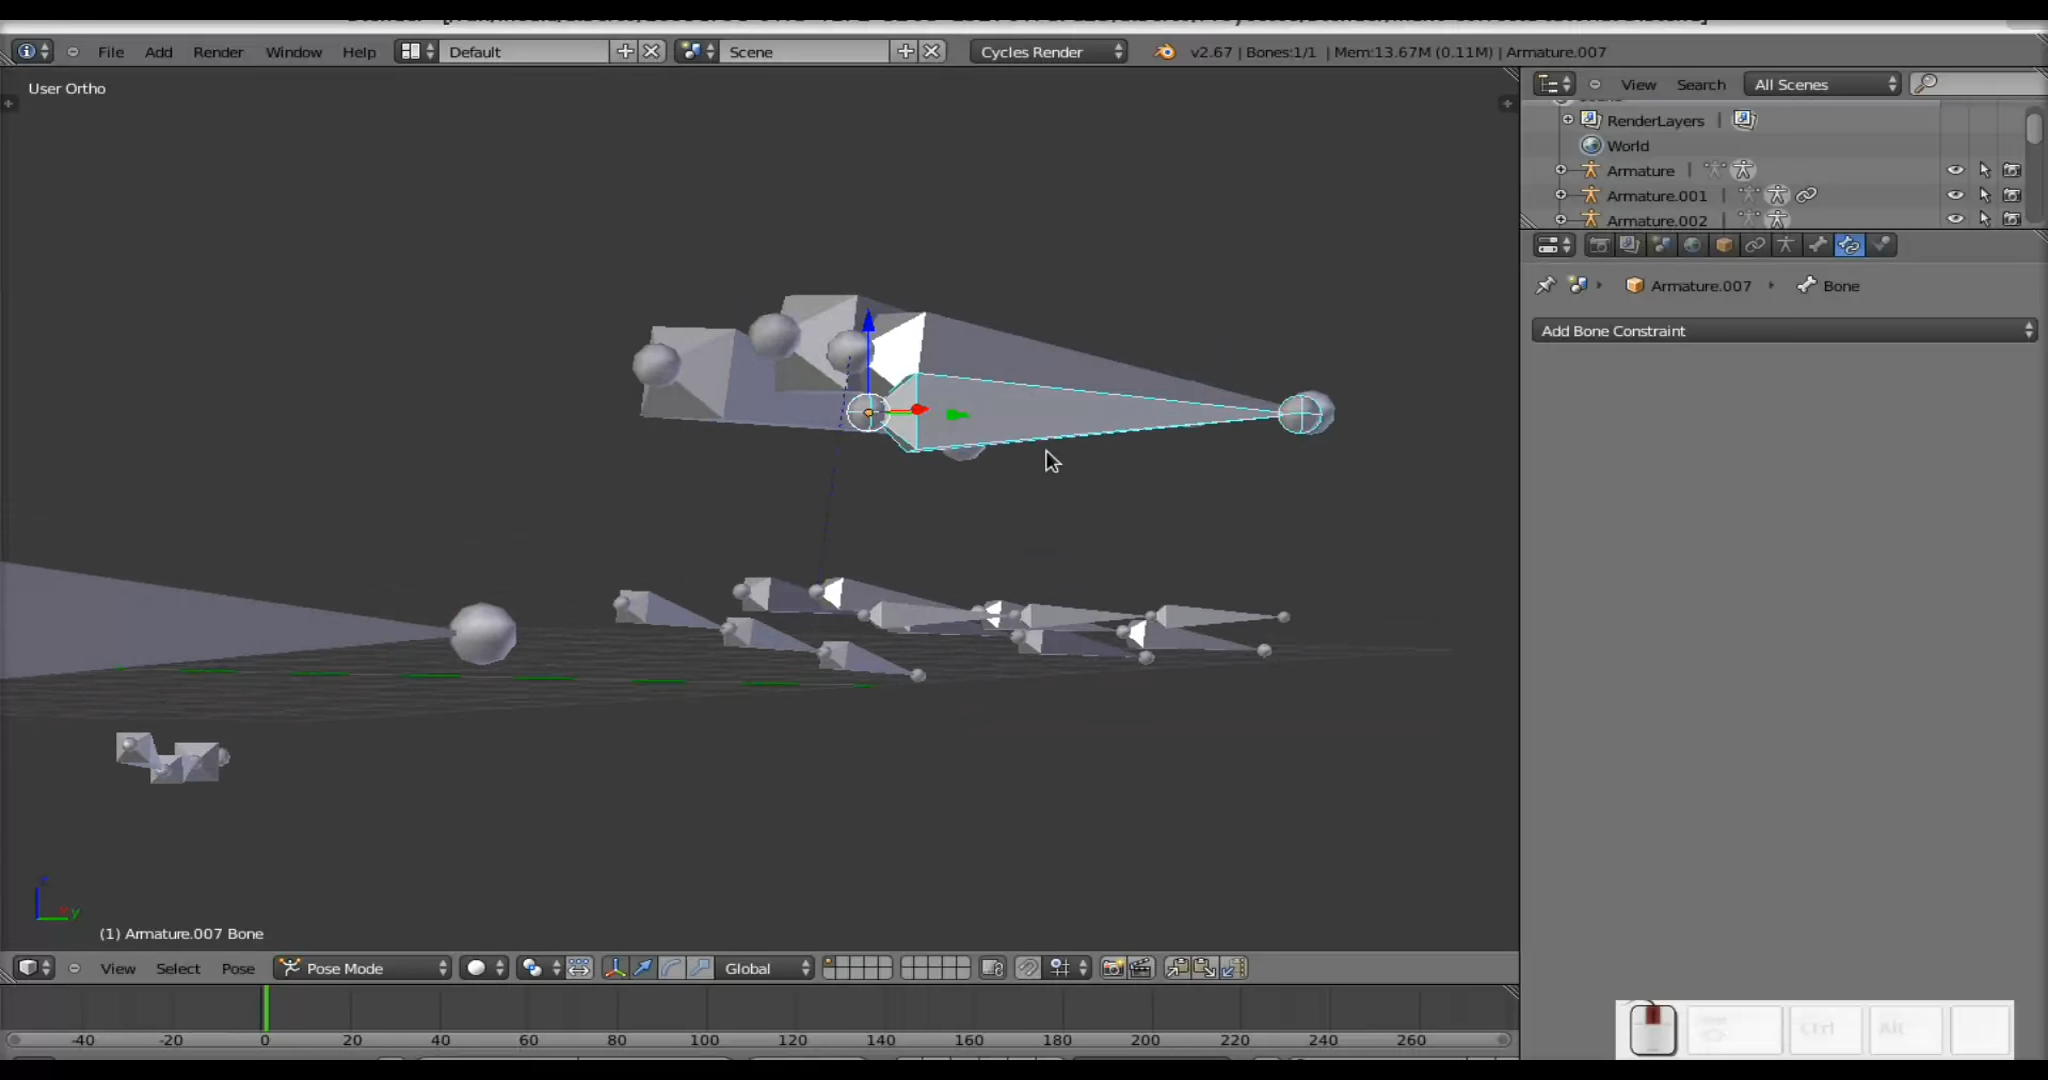 File Add Render Window Help Default Scene Cycles Render v2.67 | Bones:1/1 | Mem:13.67M (0.11M) | Armature.007
User Ortho
View Search All Scenes
RenderLayers |
World
Armature |
Armature.001
Armature.002
Armature.007 Bone
Add Bone Constraint
z
x y
(1) Armature.007 Bone
View Select Pose Pose Mode Global
-40 -20 0 20 40 60 80 100 120 140 160 180 200 220 240 260
Ctrl Alt